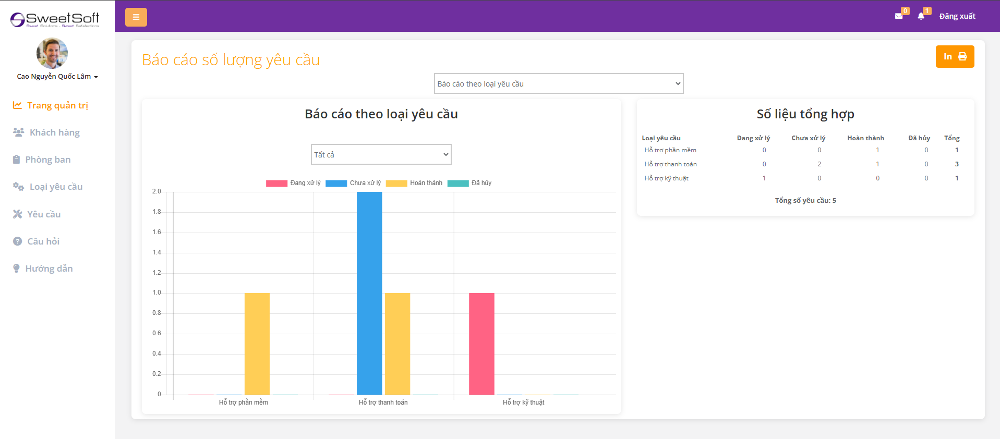 SweetSoft
Sweet Solutions - Sweet Satisfactions
0
1
Đăng xuất
Cao Nguyễn Quốc Lâm
Trang quản trị
Khách hàng
Phòng ban
Loại yêu cầu
Yêu cầu
Câu hỏi
Hướng dẫn
Báo cáo số lượng yêu cầu
In
Báo cáo theo loại yêu cầu
Báo cáo theo loại yêu cầu
Tất cả
Đang xử lý Chưa xử lý Hoàn thành Đã hủy
2.0
1.8
1.6
1.4
1.2
1.0
0.8
0.6
0.4
0.2
0
Hỗ trợ phần mềm Hỗ trợ thanh toán Hỗ trợ kỹ thuật
Số liệu tổng hợp
Loại yêu cầu Đang xử lý Chưa xử lý Hoàn thành Đã hủy Tổng
Hỗ trợ phần mềm 0 0 1 0 1
Hỗ trợ thanh toán 0 2 1 0 3
Hỗ trợ kỹ thuật 1 0 0 0 1
Tổng số yêu cầu: 5